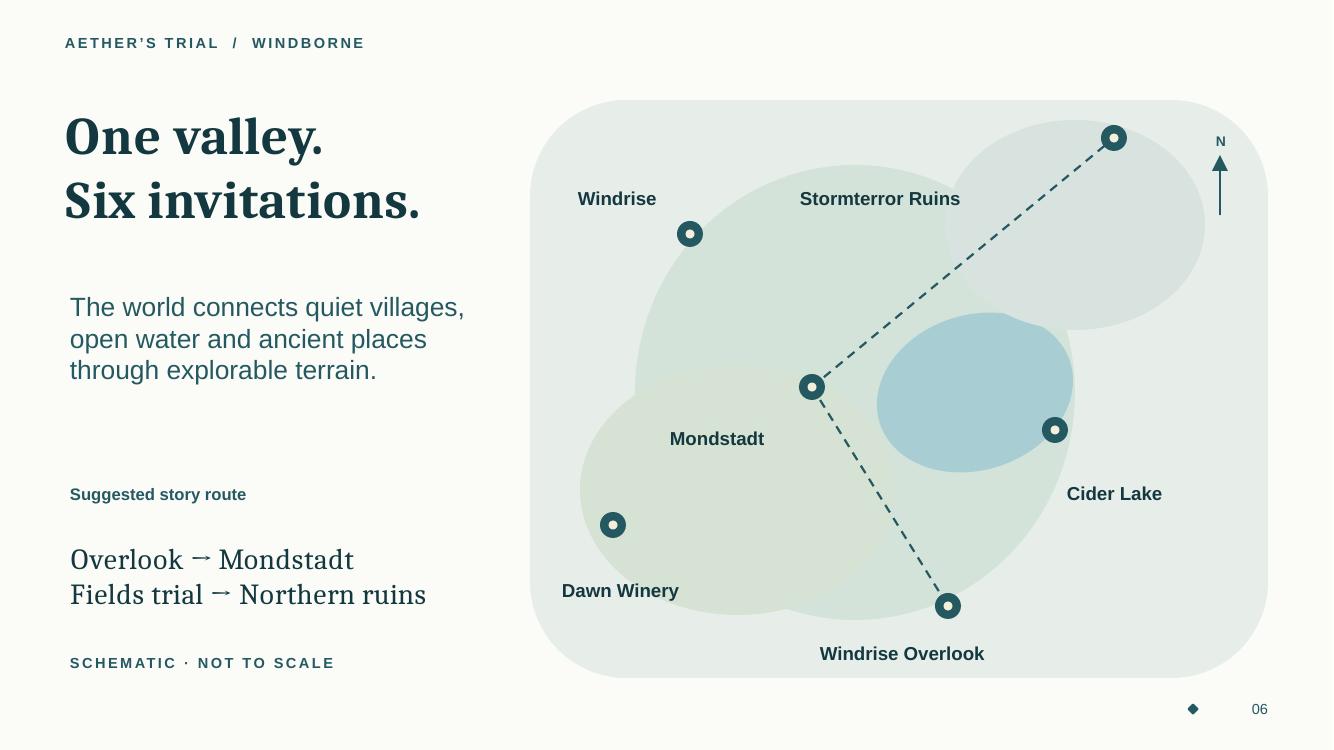 AETHER’S TRIAL / WINDBORNE
One valley.
Six invitations.
The world connects quiet villages,
open water and ancient places
through explorable terrain.
Suggested story route
Overlook → Mondstadt
Fields trial → Northern ruins
SCHEMATIC · NOT TO SCALE
N
Windrise
Stormterror Ruins
Mondstadt
Cider Lake
Dawn Winery
Windrise Overlook
06